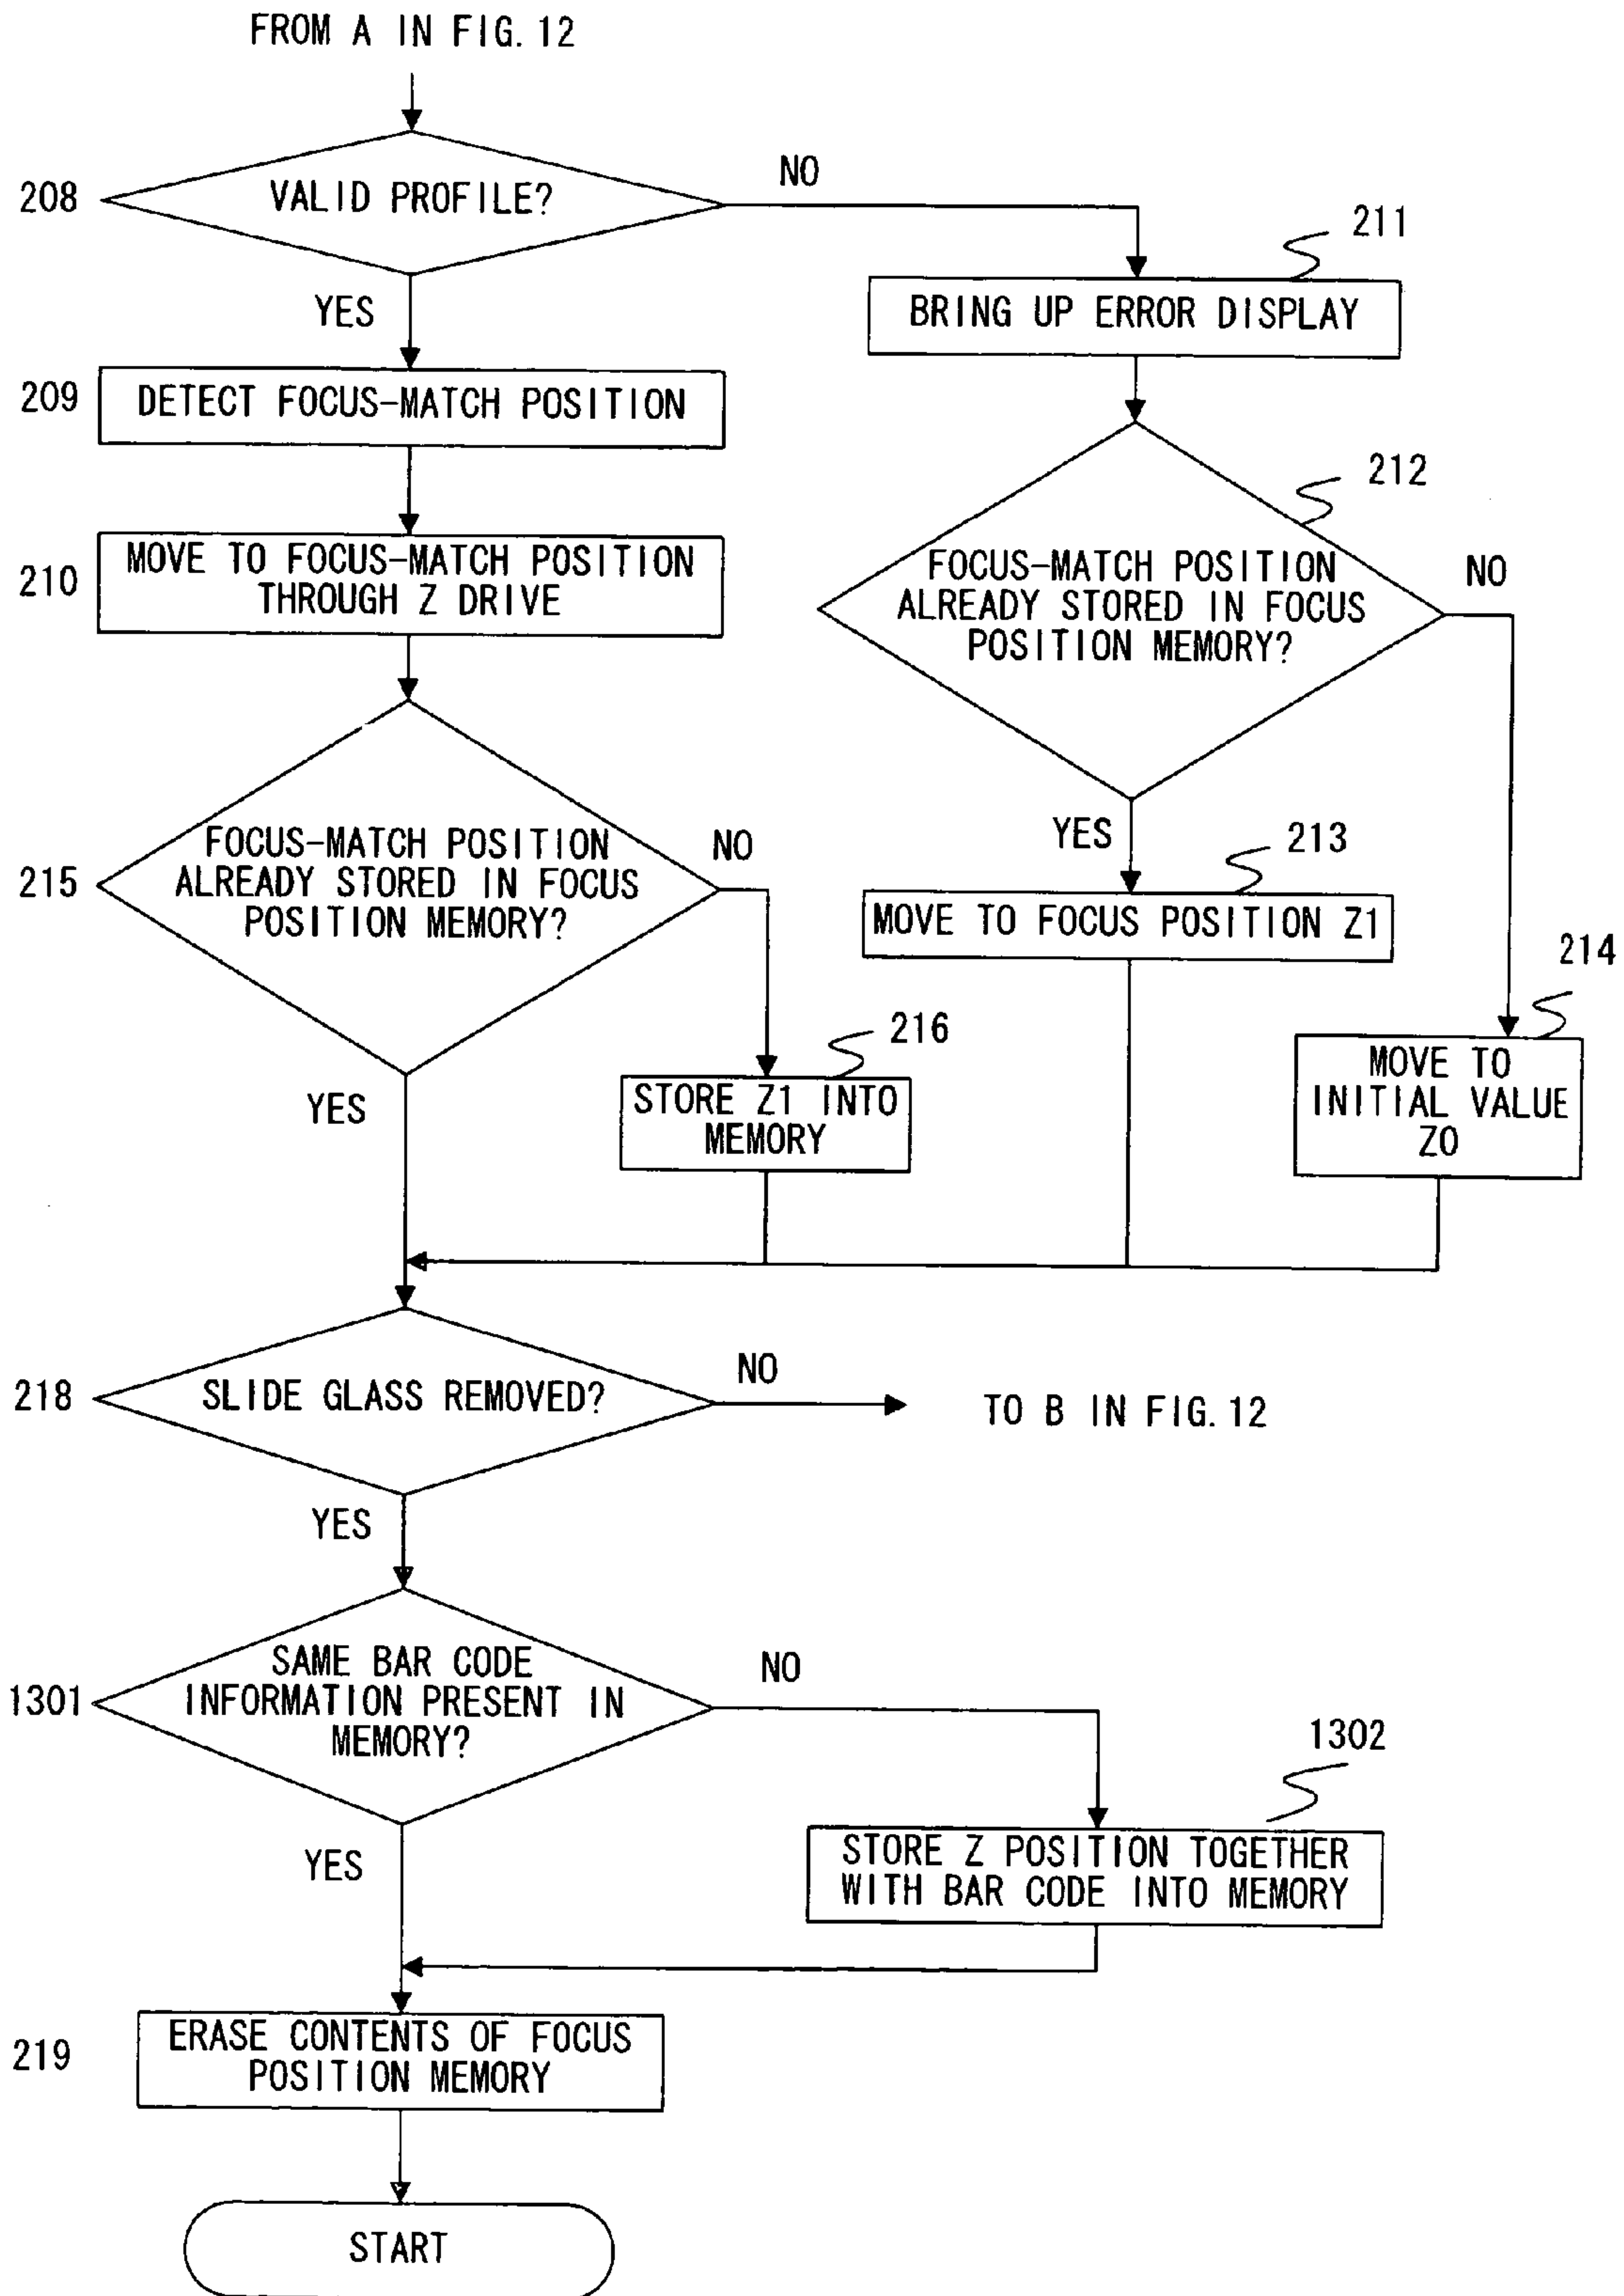 FROM A IN FIG. 12
208
VALID PROFILE?
NO
YES
211
BRING UP ERROR DISPLAY
209
DETECT FOCUS-MATCH POSITION
210
MOVE TO FOCUS-MATCH POSITION
THROUGH Z DRIVE
212
FOCUS-MATCH POSITION
ALREADY STORED IN FOCUS
POSITION MEMORY?
NO
YES
213
MOVE TO FOCUS POSITION Z1
214
MOVE TO
INITIAL VALUE
Z0
215
FOCUS-MATCH POSITION
ALREADY STORED IN FOCUS
POSITION MEMORY?
NO
YES
216
STORE Z1 INTO
MEMORY
218
SLIDE GLASS REMOVED?
NO
TO B IN FIG. 12
YES
1301
SAME BAR CODE
INFORMATION PRESENT IN
MEMORY?
NO
YES
1302
STORE Z POSITION TOGETHER
WITH BAR CODE INTO MEMORY
219
ERASE CONTENTS OF FOCUS
POSITION MEMORY
START